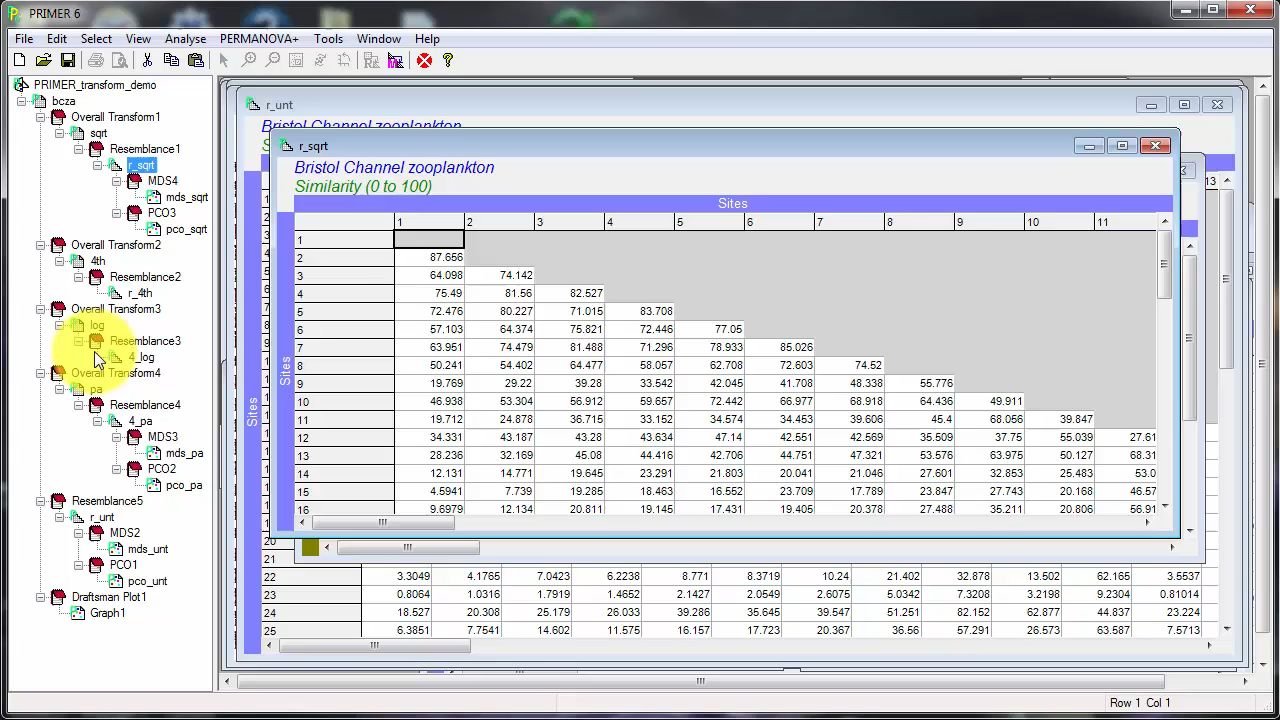 PRIMER 6
File Edit Select View Analyse PERMANOVA+ Tools Window Help
PRIMER_transform_demo
bcza
Overall Transform1
sqrt
Resemblance1
r_sqrt
MDS4
mds_sqrt
PCO3
pco_sqrt
Overall Transform2
4th
Resemblance2
r_4th
Overall Transform3
log
Resemblance3
4_log
Overall Transform4
pa
Resemblance4
4_pa
MDS3
mds_pa
PCO2
pco_pa
Resemblance5
r_unt
MDS2
mds_unt
PCO1
pco_unt
Draftsman Plot1
Graph1
r_unt
Bristol Channel zooplankton
r_sqrt
Bristol Channel zooplankton
Similarity (0 to 100)
Sites
Sites
Sites
1 2 3 4 5 6 7 8 9 10 11
13
1
2 87.656
3 64.098 74.142
4 75.49 81.56 82.527
5 72.476 80.227 71.015 83.708
6 57.103 64.374 75.821 72.446 77.05
7 63.951 74.479 81.488 71.296 78.933 85.026
8 50.241 54.402 64.477 58.057 62.708 72.603 74.52
9 19.769 29.22 39.28 33.542 42.045 41.708 48.338 55.776
10 46.938 53.304 56.912 59.657 72.442 66.977 68.918 64.436 49.911
11 19.712 24.878 36.715 33.152 34.574 34.453 39.606 45.4 68.056 39.847
12 34.331 43.187 43.28 43.634 47.14 42.551 42.569 35.509 37.75 55.039 27.61
13 28.236 32.169 45.08 44.416 42.706 44.751 47.321 53.576 63.975 50.127 68.31
14 12.131 14.771 19.645 23.291 21.803 20.041 21.046 27.601 32.853 25.483 53.0
15 4.5941 7.739 19.285 18.463 16.552 23.709 17.789 23.847 27.743 20.168 46.57
16 9.6979 12.134 20.811 19.145 17.431 19.405 20.378 27.488 35.211 20.806 56.91
21
22 3.3049 4.1765 7.0423 6.2238 8.771 8.3719 10.24 21.402 32.878 13.502 62.165 3.5537
23 0.8064 1.0316 1.7919 1.4652 2.1427 2.0549 2.6075 5.0342 7.3208 3.2198 9.2304 0.81014
24 18.527 20.308 25.179 26.033 39.286 36.645 39.547 51.251 82.152 62.877 44.837 23.224
25 6.3851 7.7541 14.602 11.575 16.157 17.723 20.367 36.56 57.291 26.573 63.587 7.5713
Row 1 Col 1